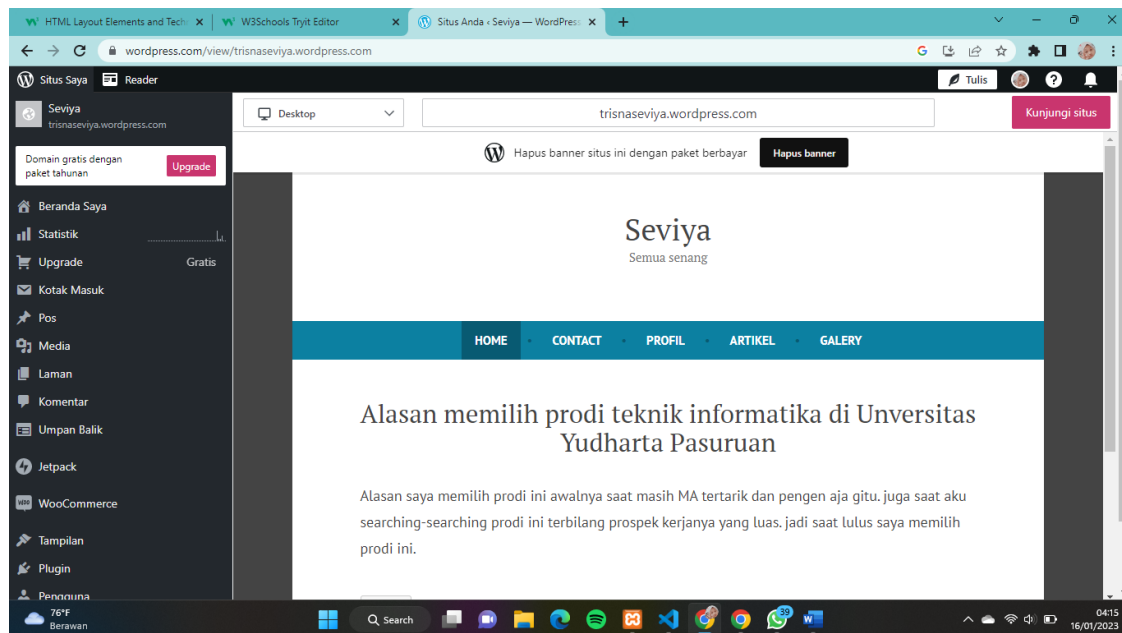 HTML Layout Elements and Tech
W3Schools Tryit Editor
Situs Anda ‹ Seviya — WordPress
wordpress.com/view/trisnaseviya.wordpress.com
Situs Saya
Reader
Tulis
Seviya
trisnaseviya.wordpress.com
Desktop
trisnaseviya.wordpress.com
Kunjungi situs
Domain gratis dengan
paket tahunan
Upgrade
Hapus banner situs ini dengan paket berbayar
Hapus banner
Beranda Saya
Statistik
Upgrade Gratis
Kotak Masuk
Pos
Media
Laman
Komentar
Umpan Balik
Jetpack
WooCommerce
Tampilan
Plugin
Pengguna
Seviya
Semua senang
HOME CONTACT PROFIL ARTIKEL GALERY
Alasan memilih prodi teknik informatika di Unversitas
Yudharta Pasuruan
Alasan saya memilih prodi ini awalnya saat masih MA tertarik dan pengen aja gitu. juga saat aku
searching-searching prodi ini terbilang prospek kerjanya yang luas. jadi saat lulus saya memilih
prodi ini.
76°F
Berawan
Search
39
04:15
16/01/2023